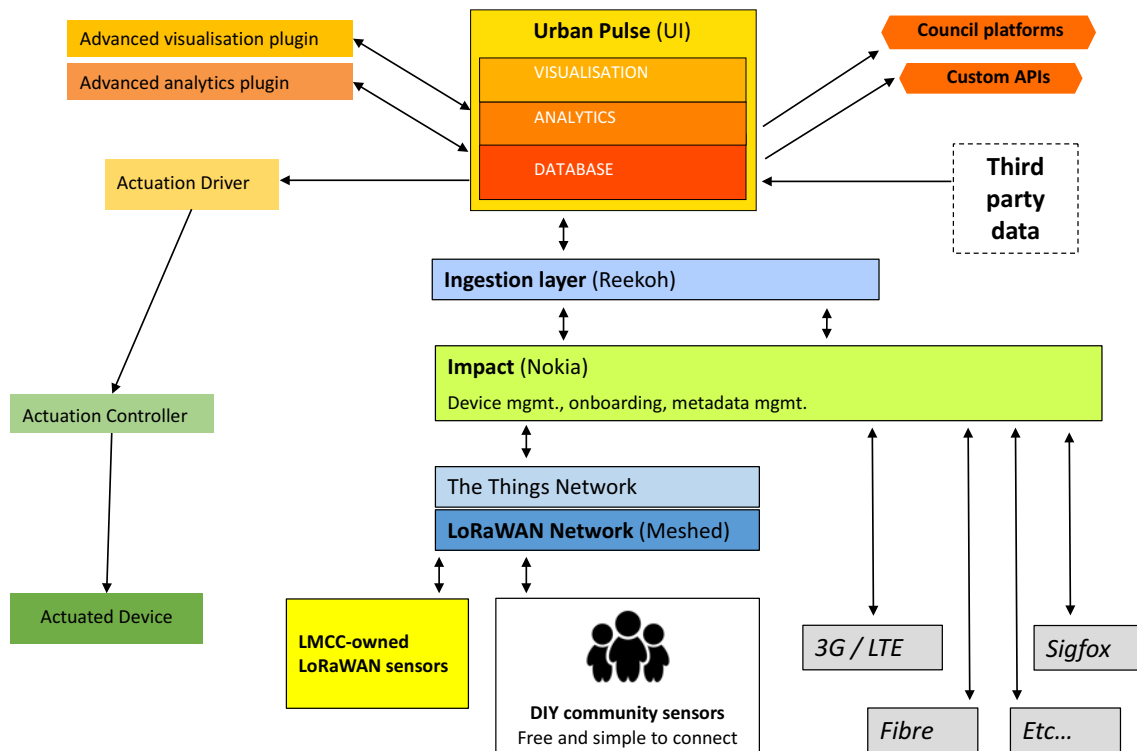 Advanced visualisation plugin
Advanced analytics plugin
Urban Pulse (UI)
VISUALISATION
ANALYTICS
DATABASE
Council platforms
Custom APIs
Third
party
data
Actuation Driver
Ingestion layer (Reekoh)
Impact (Nokia)
Device mgmt., onboarding, metadata mgmt.
Actuation Controller
The Things Network
LoRaWAN Network (Meshed)
Actuated Device
LMCC-owned
LoRaWAN sensors
DIY community sensors
Free and simple to connect
3G / LTE
Sigfox
Fibre
Etc...